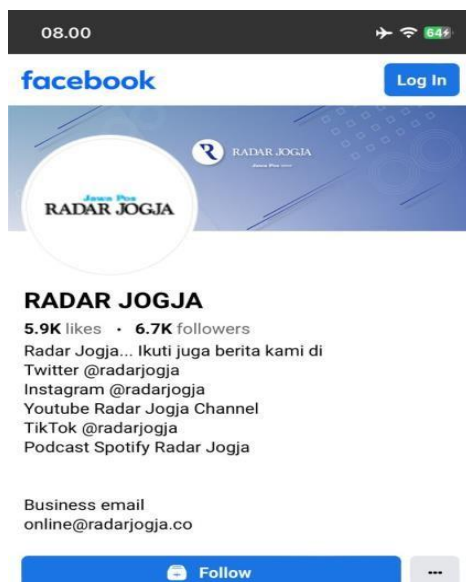 08.00
64
facebook
Log In
RADAR JOGJA
Jawa Pos
Jawa Pos
RADAR JOGJA
RADAR JOGJA
5.9K likes · 6.7K followers
Radar Jogja... Ikuti juga berita kami di
Twitter @radarjogja
Instagram @radarjogja
Youtube Radar Jogja Channel
TikTok @radarjogja
Podcast Spotify Radar Jogja
Business email
online@radarjogja.co
Follow